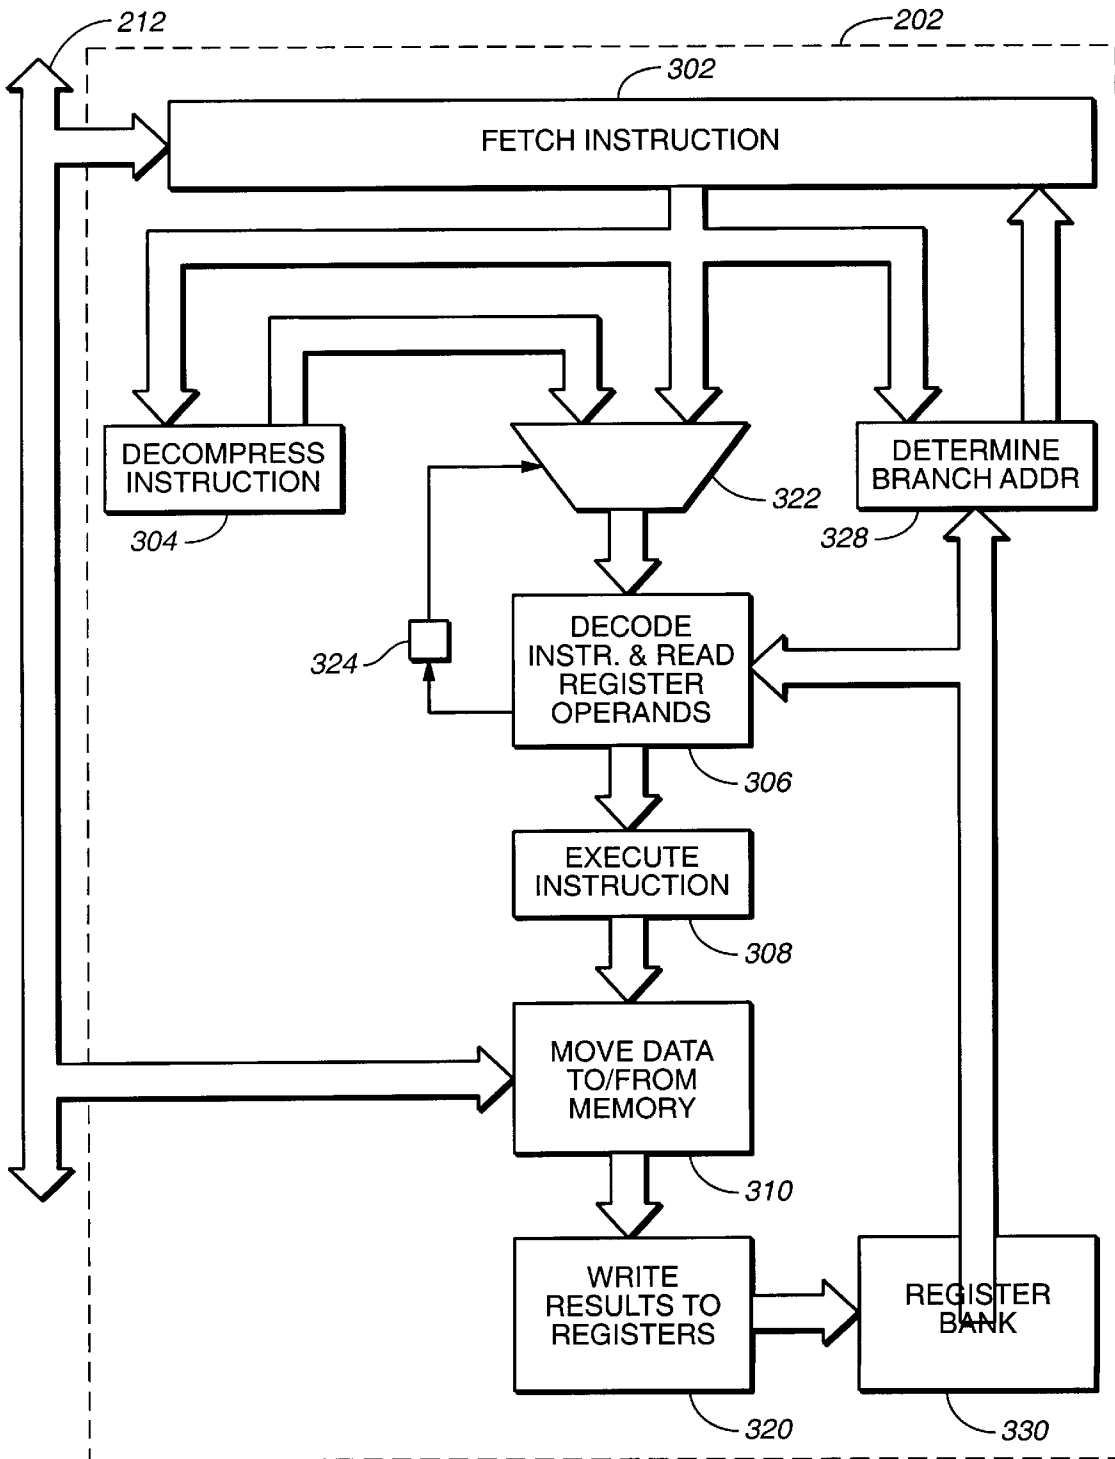 212
202
302
FETCH INSTRUCTION
DECOMPRESS
INSTRUCTION
304
322
DETERMINE
BRANCH ADDR
328
DECODE
INSTR. & READ
REGISTER
OPERANDS
324
306
EXECUTE
INSTRUCTION
308
MOVE DATA
TO/FROM
MEMORY
310
WRITE
RESULTS TO
REGISTERS
320
REGISTER
BANK
330